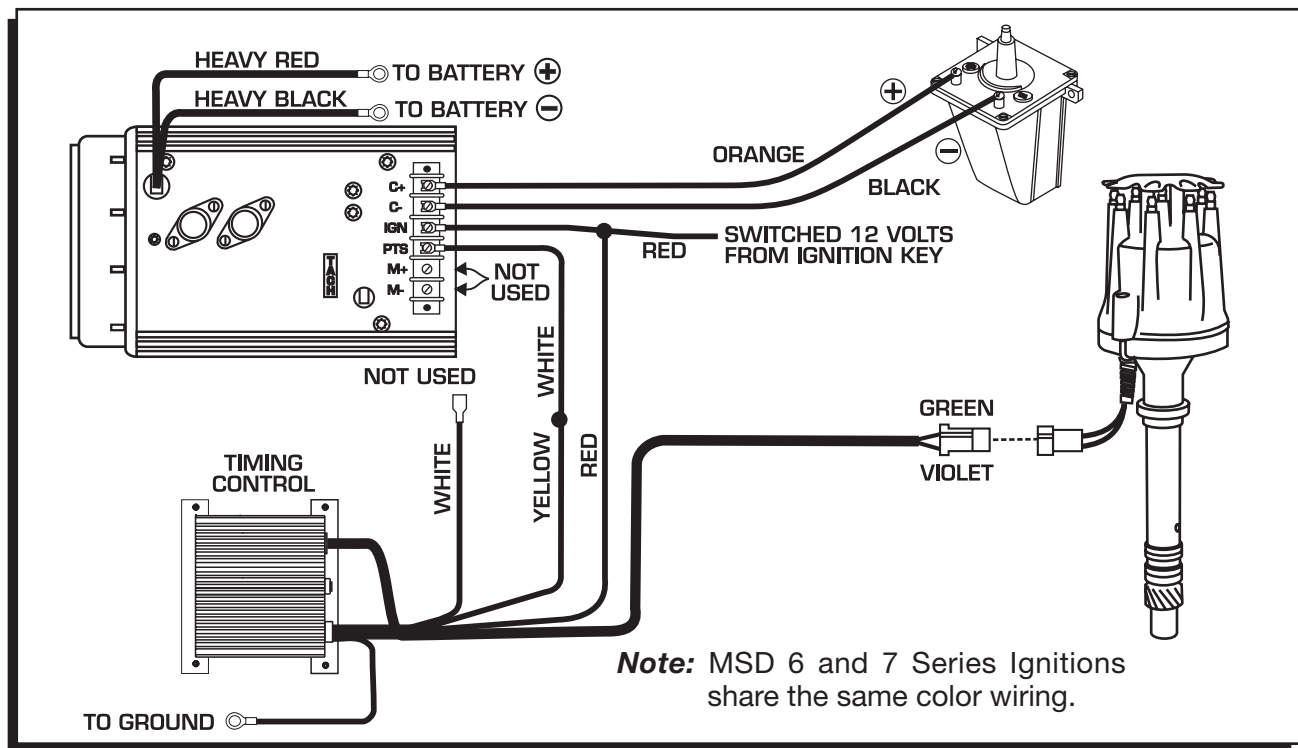 HEAVY RED
TO BATTERY ⊕
HEAVY BLACK
TO BATTERY ⊖
⊕
ORANGE
⊖
BLACK
C+
C-
IGN
PTS
M+
M-
TACH
RED
SWITCHED 12 VOLTS
FROM IGNITION KEY
NOT
USED
NOT USED
WHITE
WHITE
YELLOW
RED
GREEN
VIOLET
TIMING
CONTROL
TO GROUND
Note: MSD 6 and 7 Series Ignitions
share the same color wiring.